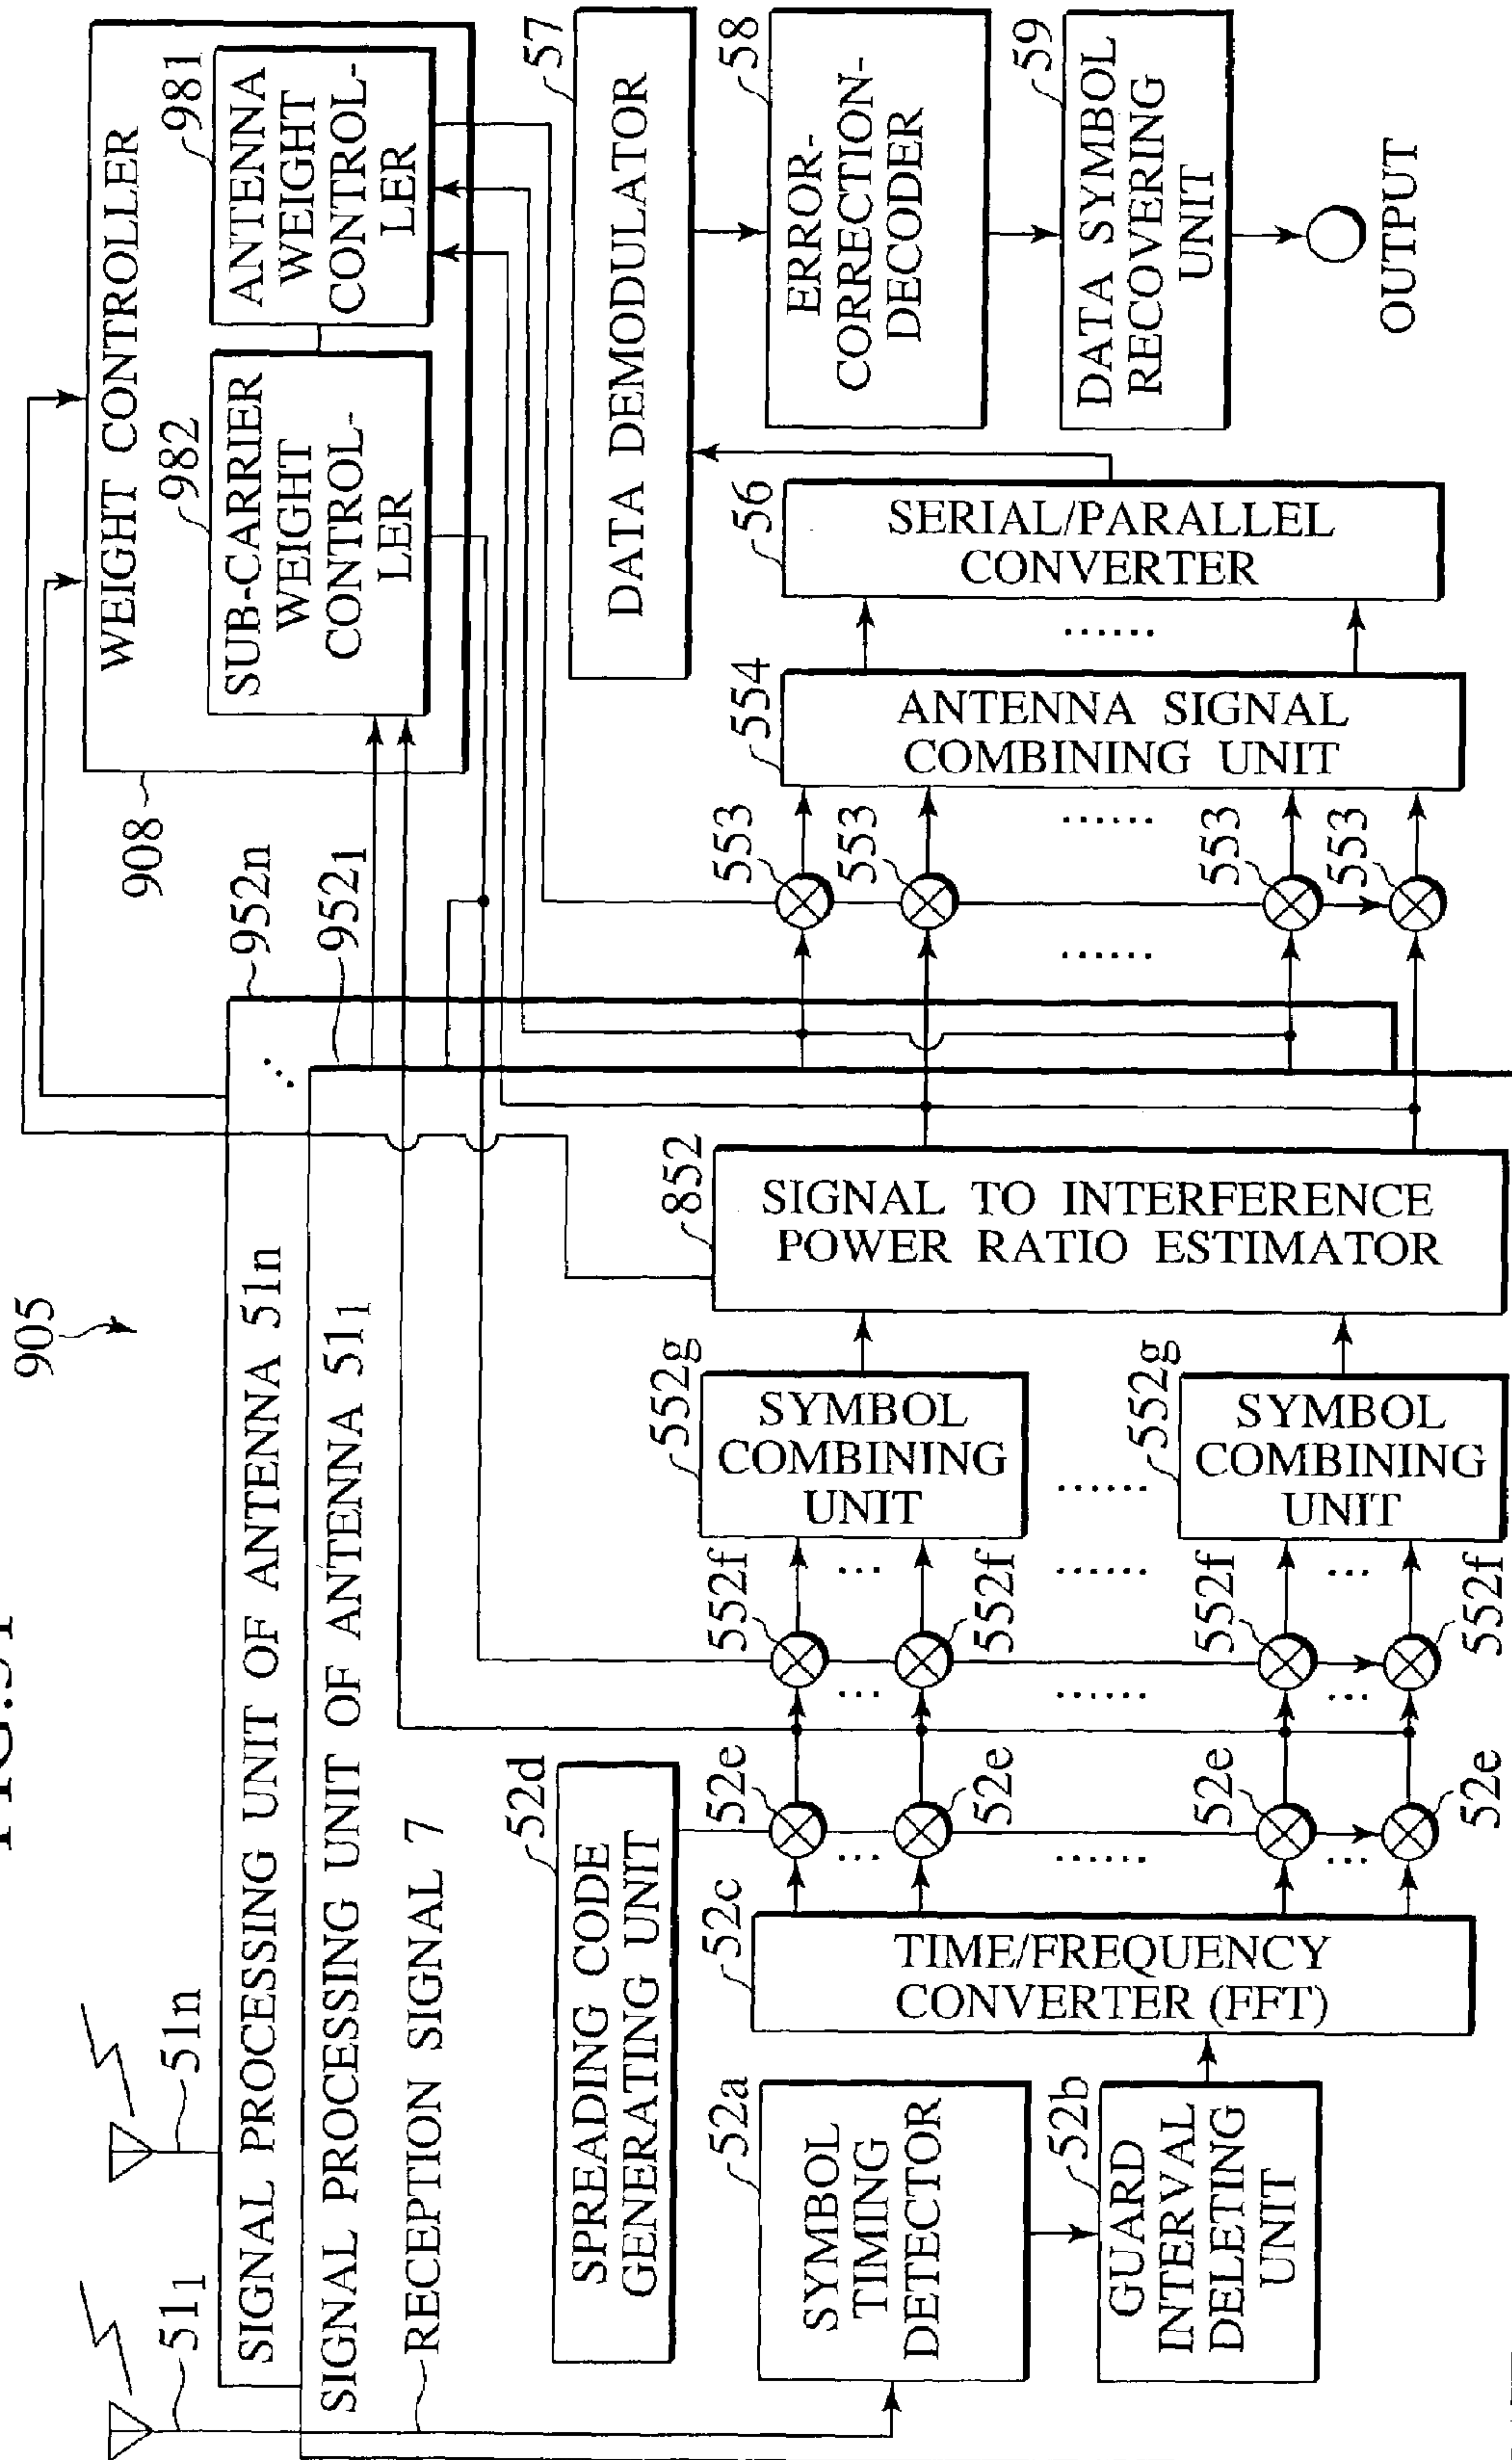 905
51₁
51n
SIGNAL PROCESSING UNIT OF ANTENNA 51n
SIGNAL PROCESSING UNIT OF ANTENNA 51₁
RECEPTION SIGNAL 7
952n
952₁
908
WEIGHT CONTROLLER
982
SUB-CARRIER
WEIGHT
CONTROL-
LER
981
ANTENNA
WEIGHT
CONTROL-
LER
52d
SPREADING CODE
GENERATING UNIT
52a
SYMBOL
TIMING
DETECTOR
52b
GUARD
INTERVAL
DELETING
UNIT
52c
TIME/FREQUENCY
CONVERTER (FFT)
52e
52e
52e
52e
552f
552f
552f
552f
552g
SYMBOL
COMBINING
UNIT
552g
SYMBOL
COMBINING
UNIT
852
SIGNAL TO INTERFERENCE
POWER RATIO ESTIMATOR
553
553
553
553
554
ANTENNA SIGNAL
COMBINING UNIT
56
SERIAL/PARALLEL
CONVERTER
57
DATA DEMODULATOR
58
ERROR-
CORRECTION-
DECODER
59
DATA SYMBOL
RECOVERING
UNIT
OUTPUT